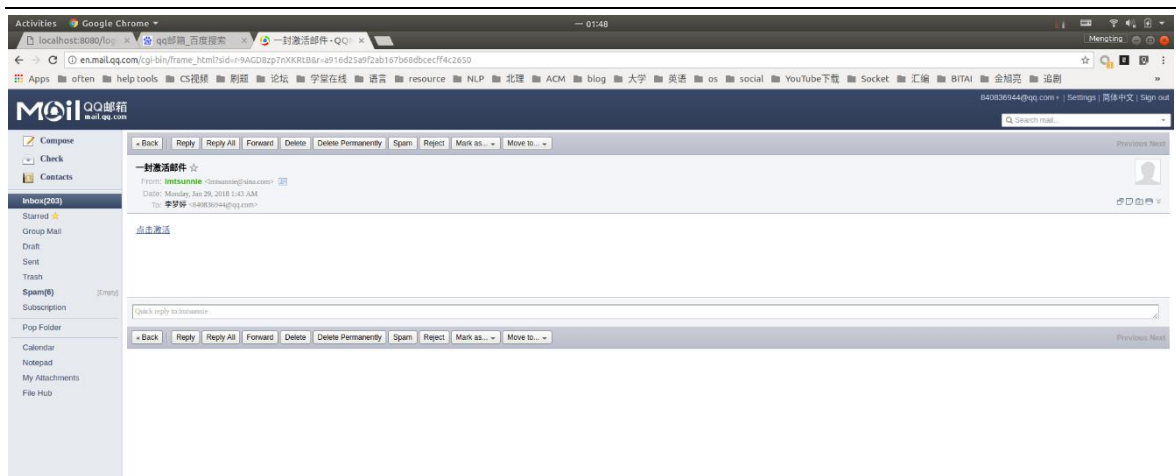 Activities Google Chrome — 01:48
localhost:8080/log qq邮箱_百度搜索 一封激活邮件 - QQ Mengting
en.mail.qq.com/cgi-bin/frame_html?sid=r-9AGD8zp7nXKRtB&r=a916d25a9f2ab167b68dbcecff4c2650
Apps often help tools CS视频 刷题 论坛 学堂在线 语言 resource NLP 北理 ACM blog 大学 英语 os social YouTube下载 Socket 汇编 BITAI 金旭亮 追剧 »
840836944@qq.com | Settings | 简体中文 | Sign out
Mail QQ邮箱
mail.qq.com
Search mail...
Compose
Check
Contacts
Inbox(203)
Starred
Group Mail
Draft
Sent
Trash
Spam(6) [Empty]
Subscription
Pop Folder
Calendar
Notepad
My Attachments
File Hub
« Back Reply Reply All Forward Delete Delete Permanently Spam Reject Mark as... Move to... Previous Next
一封激活邮件 ☆
From: lmtsunnie <lmtsunnie@sina.com>
Date: Monday, Jan 29, 2018 1:43 AM
To: 李梦婷 <840836944@qq.com>
点击激活
Quick reply to lmtsunnie
« Back Reply Reply All Forward Delete Delete Permanently Spam Reject Mark as... Move to... Previous Next